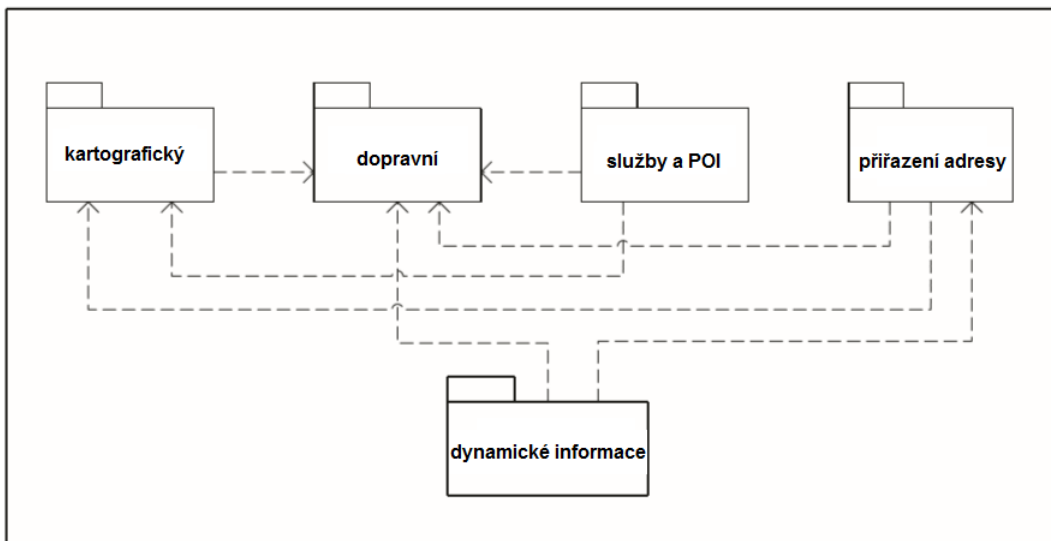 kartografický
dopravní
služby a POI
přiřazení adresy
dynamické informace